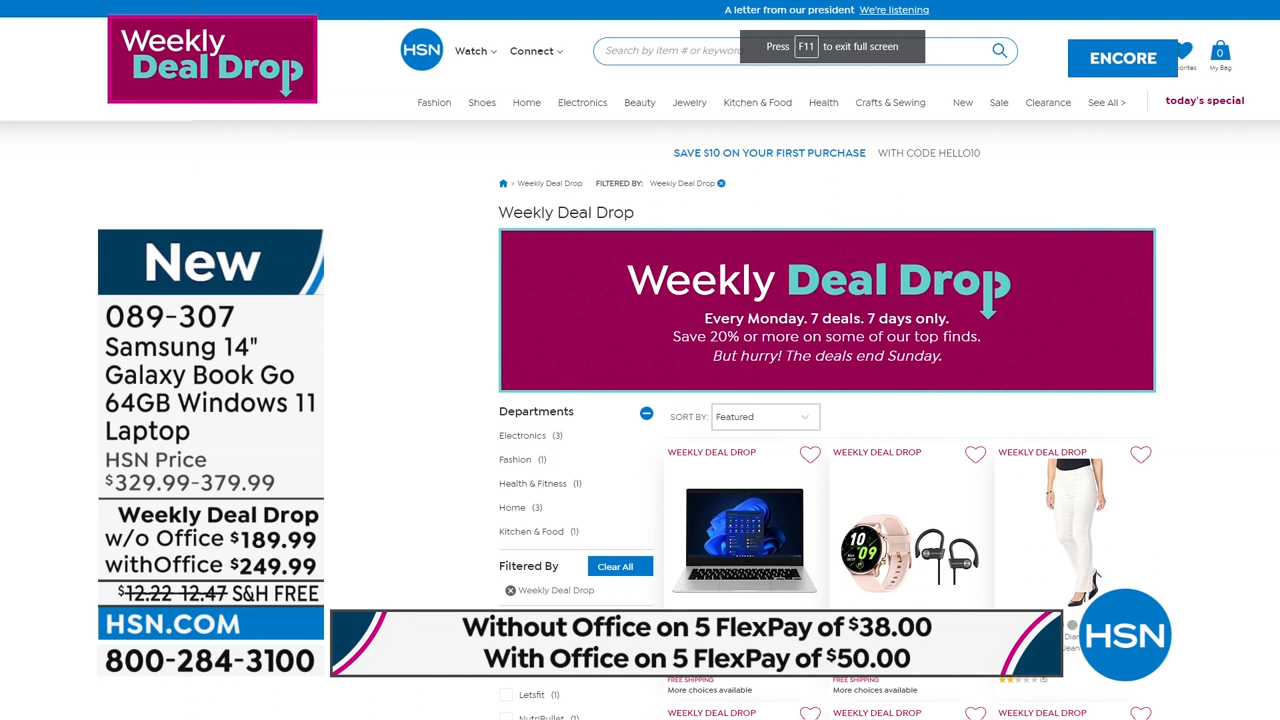 A letter from our president We're listening
Weekly
Deal Drop
HSN
Watch
Connect
Search by item # or keyword
Press F11 to exit full screen
ENCORE
0
My Bag
Fashion Shoes Home Electronics Beauty Jewelry Kitchen & Food Health Crafts & Sewing New Sale Clearance See All > today's special
SAVE $10 ON YOUR FIRST PURCHASE WITH CODE HELLO10
> Weekly Deal Drop FILTERED BY: Weekly Deal Drop
Weekly Deal Drop
Weekly Deal Drop
Every Monday. 7 deals. 7 days only.
Save 20% or more on some of our top finds.
But hurry! The deals end Sunday.
New
089-307
Samsung 14"
Galaxy Book Go
64GB Windows 11
Laptop
HSN Price
$329.99-379.99
Weekly Deal Drop
w/o Office $189.99
withOffice $249.99
$12.22-12.47 S&H FREE
HSN.COM
800-284-3100
Departments
Electronics (3)
Fashion (1)
Health & Fitness (1)
Home (3)
Kitchen & Food (1)
Filtered By Clear All
Weekly Deal Drop
SORT BY: Featured
WEEKLY DEAL DROP WEEKLY DEAL DROP WEEKLY DEAL DROP
10
09
Without Office on 5 FlexPay of $38.00
With Office on 5 FlexPay of $50.00
HSN
FREE SHIPPING FREE SHIPPING
More choices available More choices available
(5)
Letsfit (1)
NutriBullet (1)
WEEKLY DEAL DROP WEEKLY DEAL DROP WEEKLY DEAL DROP